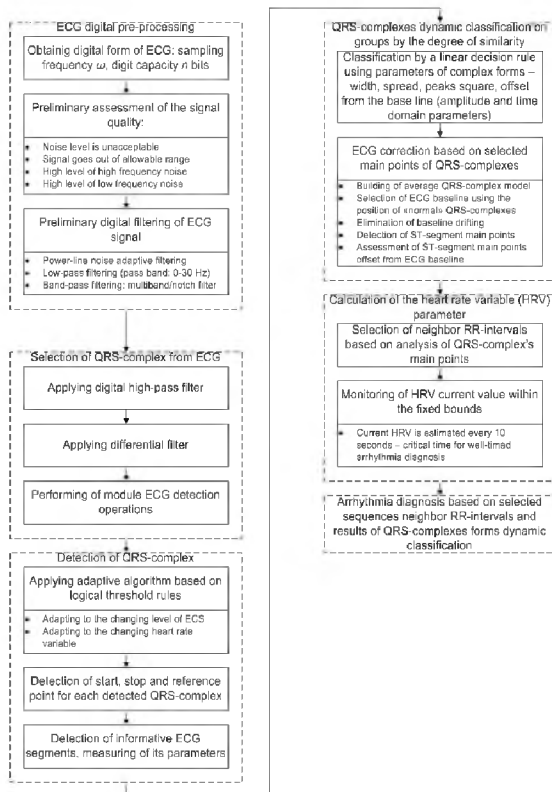 ECG digital pre-processing
Obtainig digital form of ECG: sampling
frequency ω, digit capacity n bits
Preliminary assessment of the signal
quality:
Noise level is unacceptable
Signal goes out of allowable range
High level of high frequency noise
High level of low frequency noise
Preliminary digital filtering of ECG
signal
Power-line noise adaptive filtering
Low-pass filtering (pass band: 0-30 Hz)
Band-pass filtering: multiband/notch filter
Selection of QRS-complex from ECG
Applying digital high-pass filter
Applying differential filter
Performing of module ECG detection
operations
Detection of QRS-complex
Applying adaptive algorithm based on
logical threshold rules
Adapting to the changing level of ECS
Adapting to the changing heart rate
variable
Detection of start, stop and reference
point for each detected QRS-complex
Detection of informative ECG
segments, measuring of its parameters
QRS-complexes dynamic classification on
groups by the degree of similarity
Classification by a linear decision rule
using parameters of complex forms –
width, spread, peaks square, offset
from the base line (amplitude and time
domain parameters)
ECG correction based on selected
main points of QRS-complexes
Building of average QRS-complex model
Selection of ECG baseline using the
position of «normal» QRS-complexes
Elimination of baseline drifting
Detection of ST-segment main points
Assessment of ST-segment main points
offset from ECG baseline
Calculation of the heart rate variable (HRV)
parameter
Selection of neighbor RR-intervals
based on analysis of QRS-complex's
main points
Monitoring of HRV current value within
the fixed bounds
Current HRV is estimated every 10
seconds – critical time for well-timed
arrhythmia diagnosis
Arrhythmia diagnosis based on selected
sequences neighbor RR-intervals and
results of QRS-complexes forms dynamic
classification